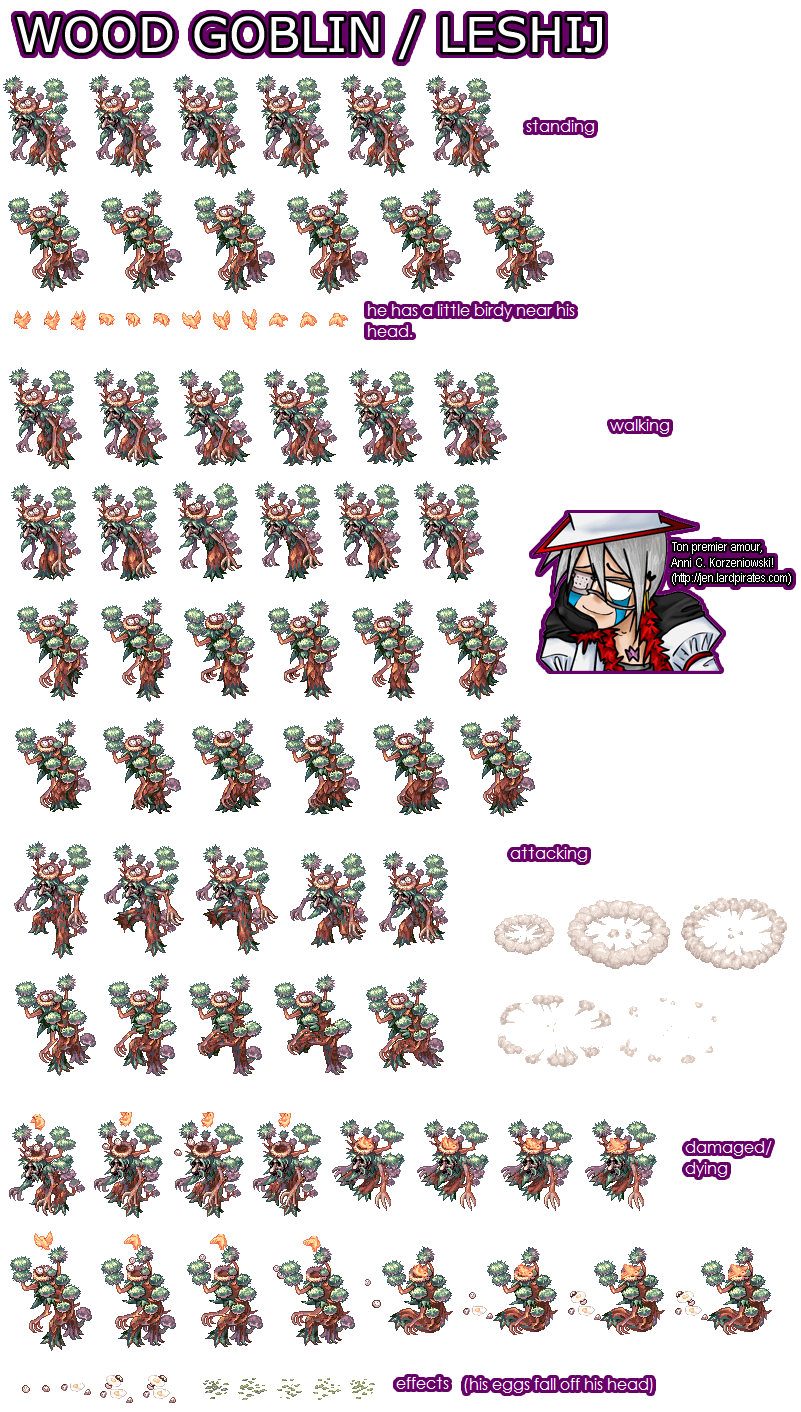 WOOD GOBLIN / LESHIJ
standing
he has a little birdy near his
head.
walking
Ton premier amour,
Anni C. Korzeniowski!
(http://jen.lardpirates.com)
attacking
damaged/
dying
effects (his eggs fall off his head)